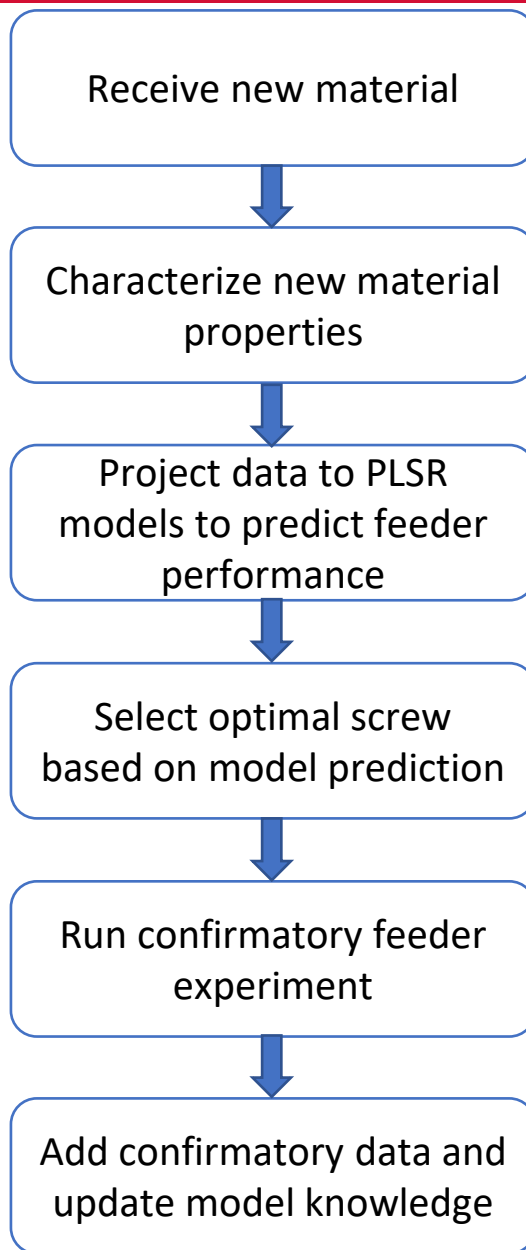 Receive new material
Characterize new material
properties
Project data to PLSR
models to predict feeder
performance
Select optimal screw
based on model prediction
Run confirmatory feeder
experiment
Add confirmatory data and
update model knowledge